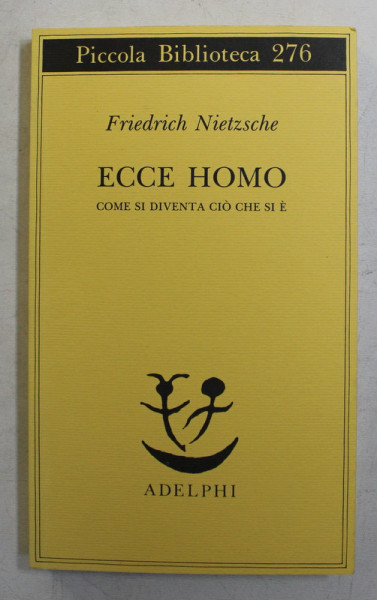 Piccola Biblioteca 276
Friedrich Nietzsche
ECCE HOMO
COME SI DIVENTA CIÒ CHE SI È
ADELPHI